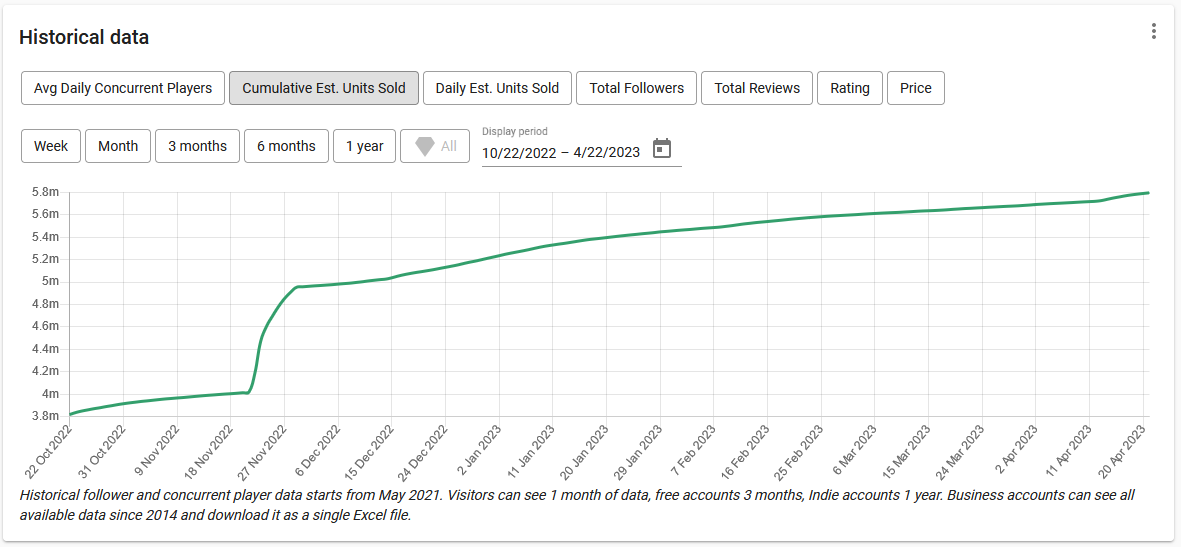 Historical data
Avg Daily Concurrent Players Cumulative Est. Units Sold Daily Est. Units Sold Total Followers Total Reviews Rating Price
Display period
Week Month 3 months 6 months 1 year All 10/22/2022 – 4/22/2023
5.8m
5.6m
5.4m
5.2m
5m
4.8m
4.6m
4.4m
4.2m
4m
3.8m
22 Oct 2022 31 Oct 2022 9 Nov 2022 18 Nov 2022 27 Nov 2022 6 Dec 2022 15 Dec 2022 24 Dec 2022 2 Jan 2023 11 Jan 2023 20 Jan 2023 29 Jan 2023 7 Feb 2023 16 Feb 2023 25 Feb 2023 6 Mar 2023 15 Mar 2023 24 Mar 2023 2 Apr 2023 11 Apr 2023 20 Apr 2023
Historical follower and concurrent player data starts from May 2021. Visitors can see 1 month of data, free accounts 3 months, Indie accounts 1 year. Business accounts can see all
available data since 2014 and download it as a single Excel file.